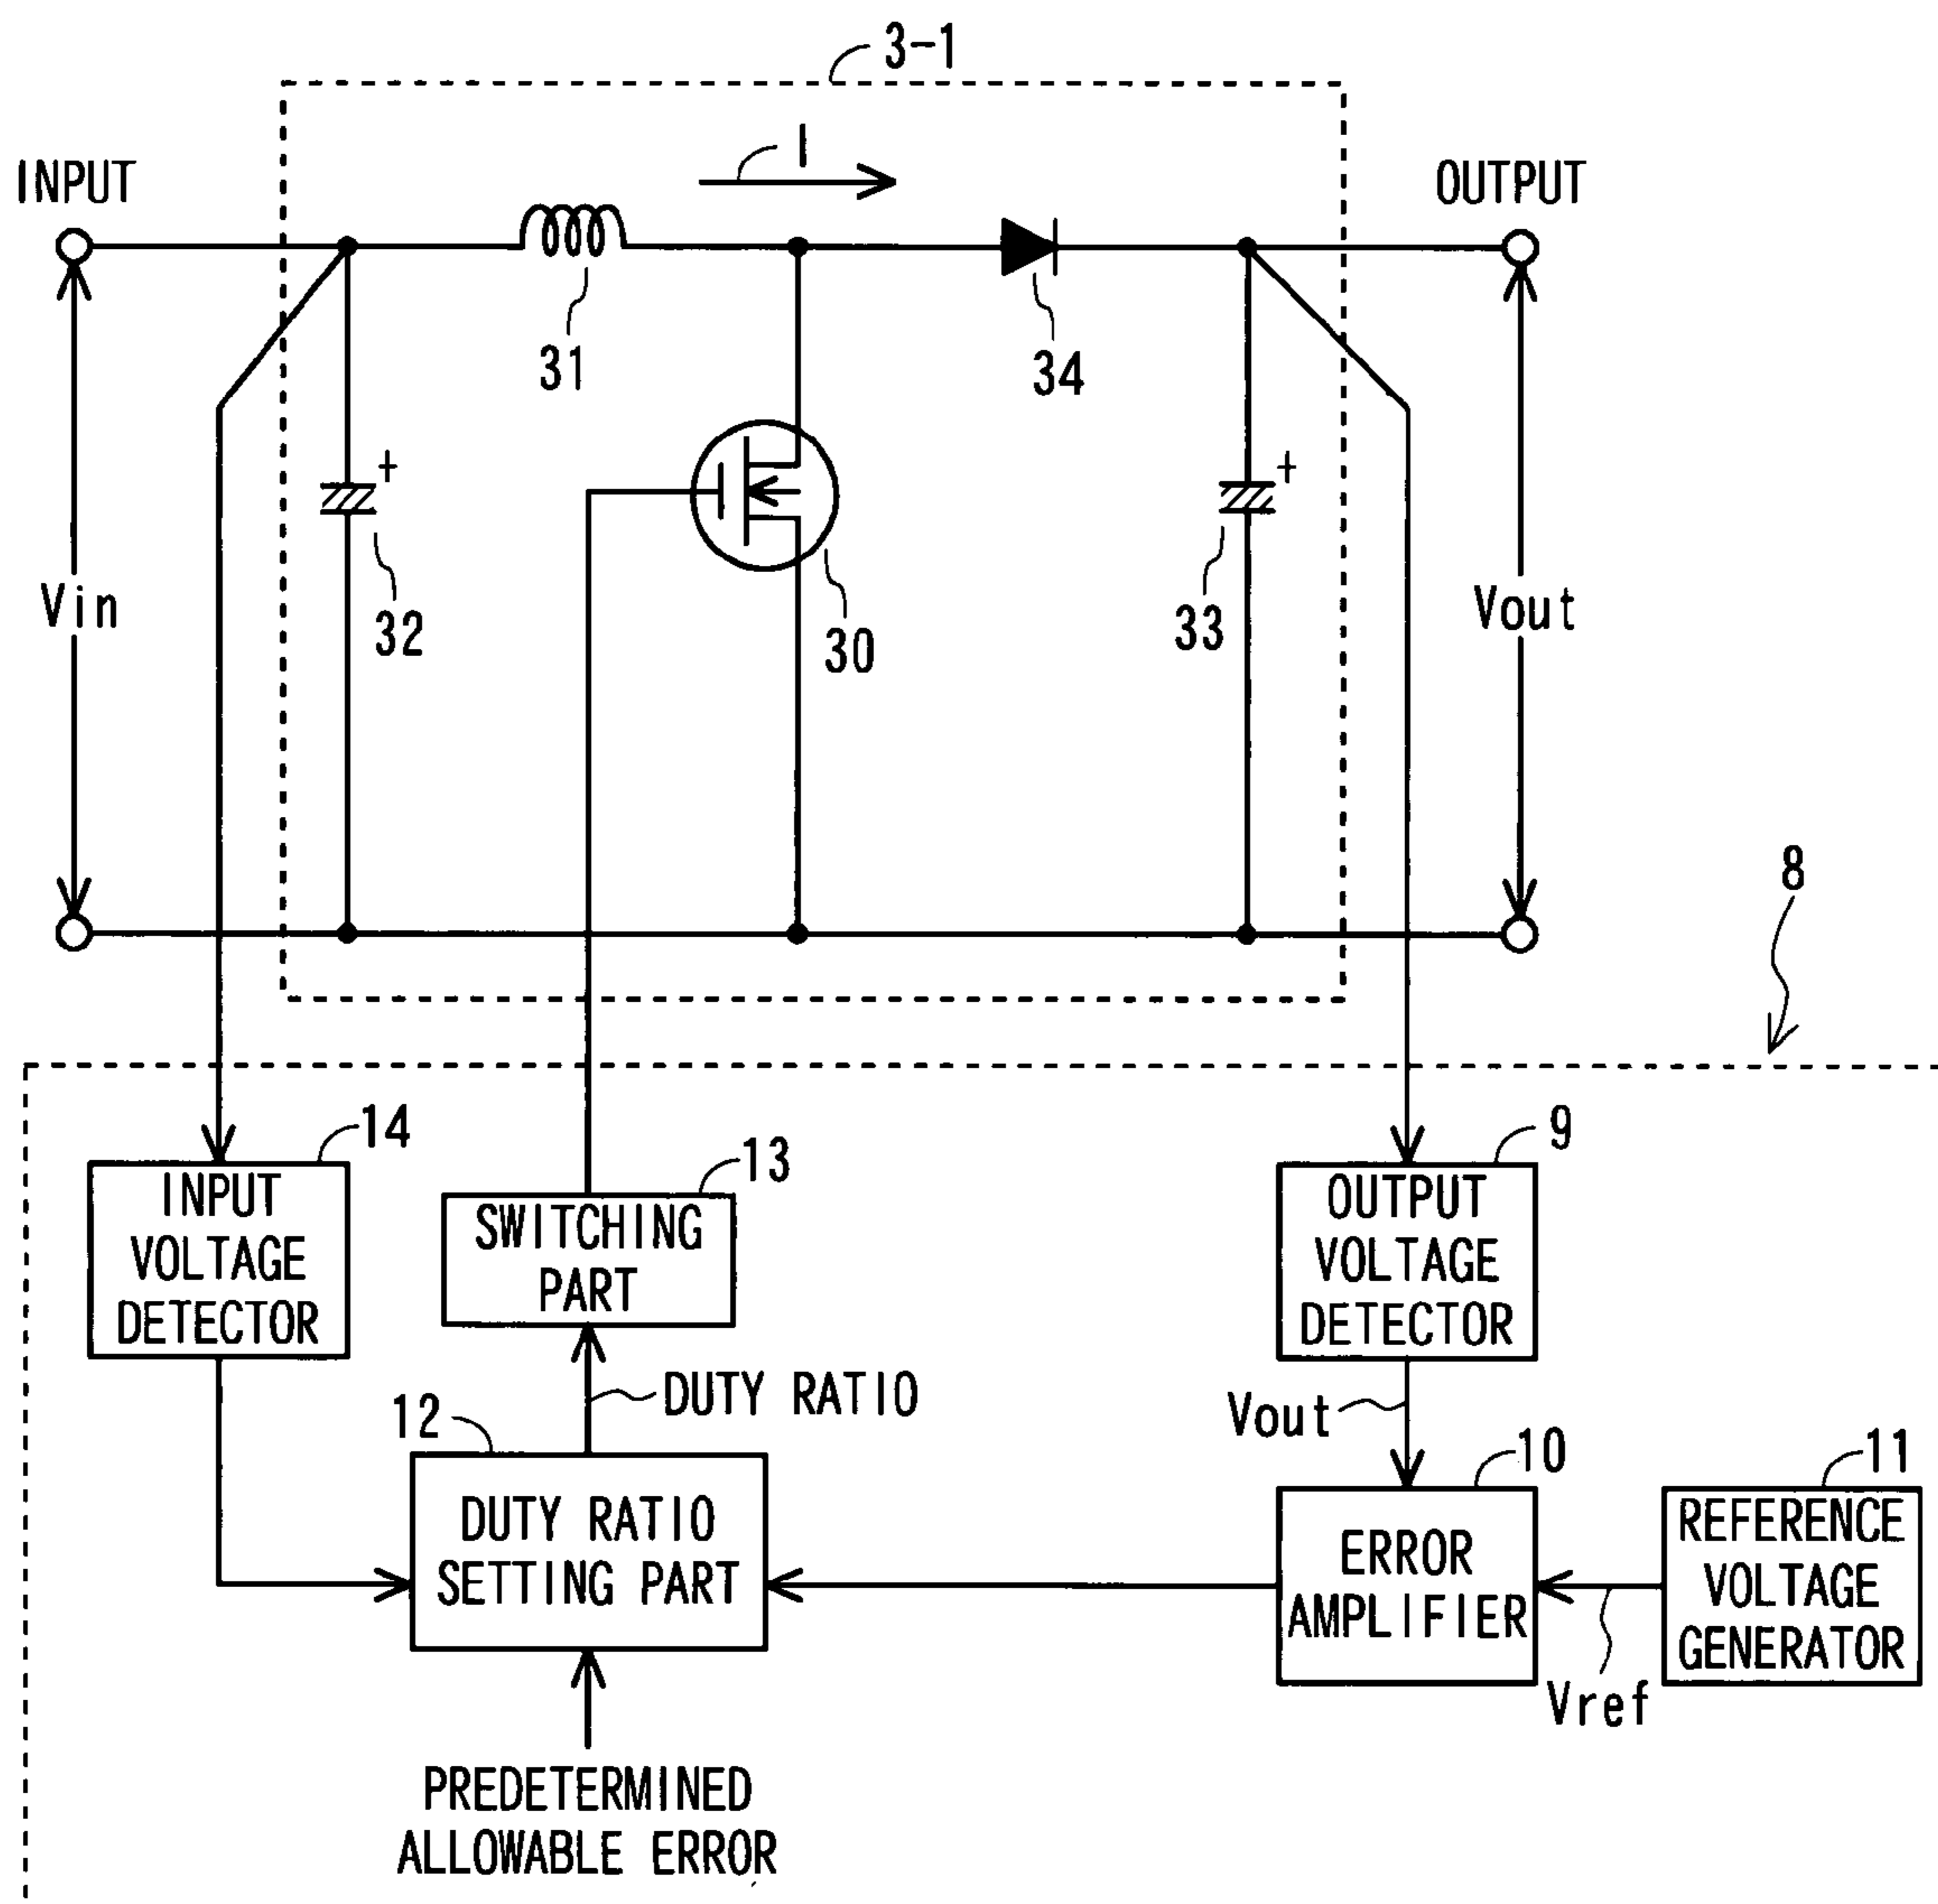 3-1
I
INPUT
OUTPUT
31
34
+
+
Vin
32
30
33
Vout
8
14
INPUT
VOLTAGE
DETECTOR
13
SWITCHING
PART
9
OUTPUT
VOLTAGE
DETECTOR
DUTY RATIO
Vout
12
DUTY RATIO
SETTING PART
10
ERROR
AMPLIFIER
11
REFERENCE
VOLTAGE
GENERATOR
Vref
PREDETERMINED
ALLOWABLE ERROR